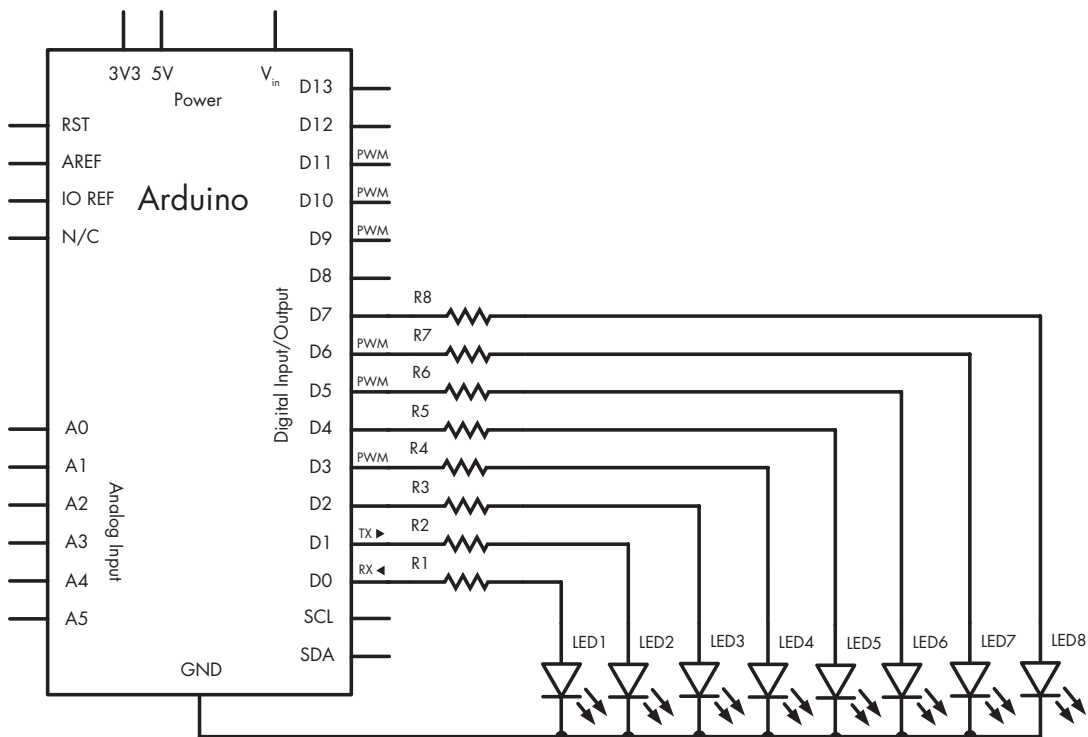 3V3 5V
Vin
Power
Arduino
RST
AREF
IO REF
N/C
A0
A1
A2
A3
A4
A5
Analog Input
Digital Input/Output
D13
D12
D11 PWM
D10 PWM
D9 PWM
D8
D7 R8
D6 PWM R7
D5 PWM R6
D4 R5
D3 PWM R4
D2 R3
D1 TX ► R2
D0 RX ◄ R1
SCL
SDA
GND
LED1 LED2 LED3 LED4 LED5 LED6 LED7 LED8